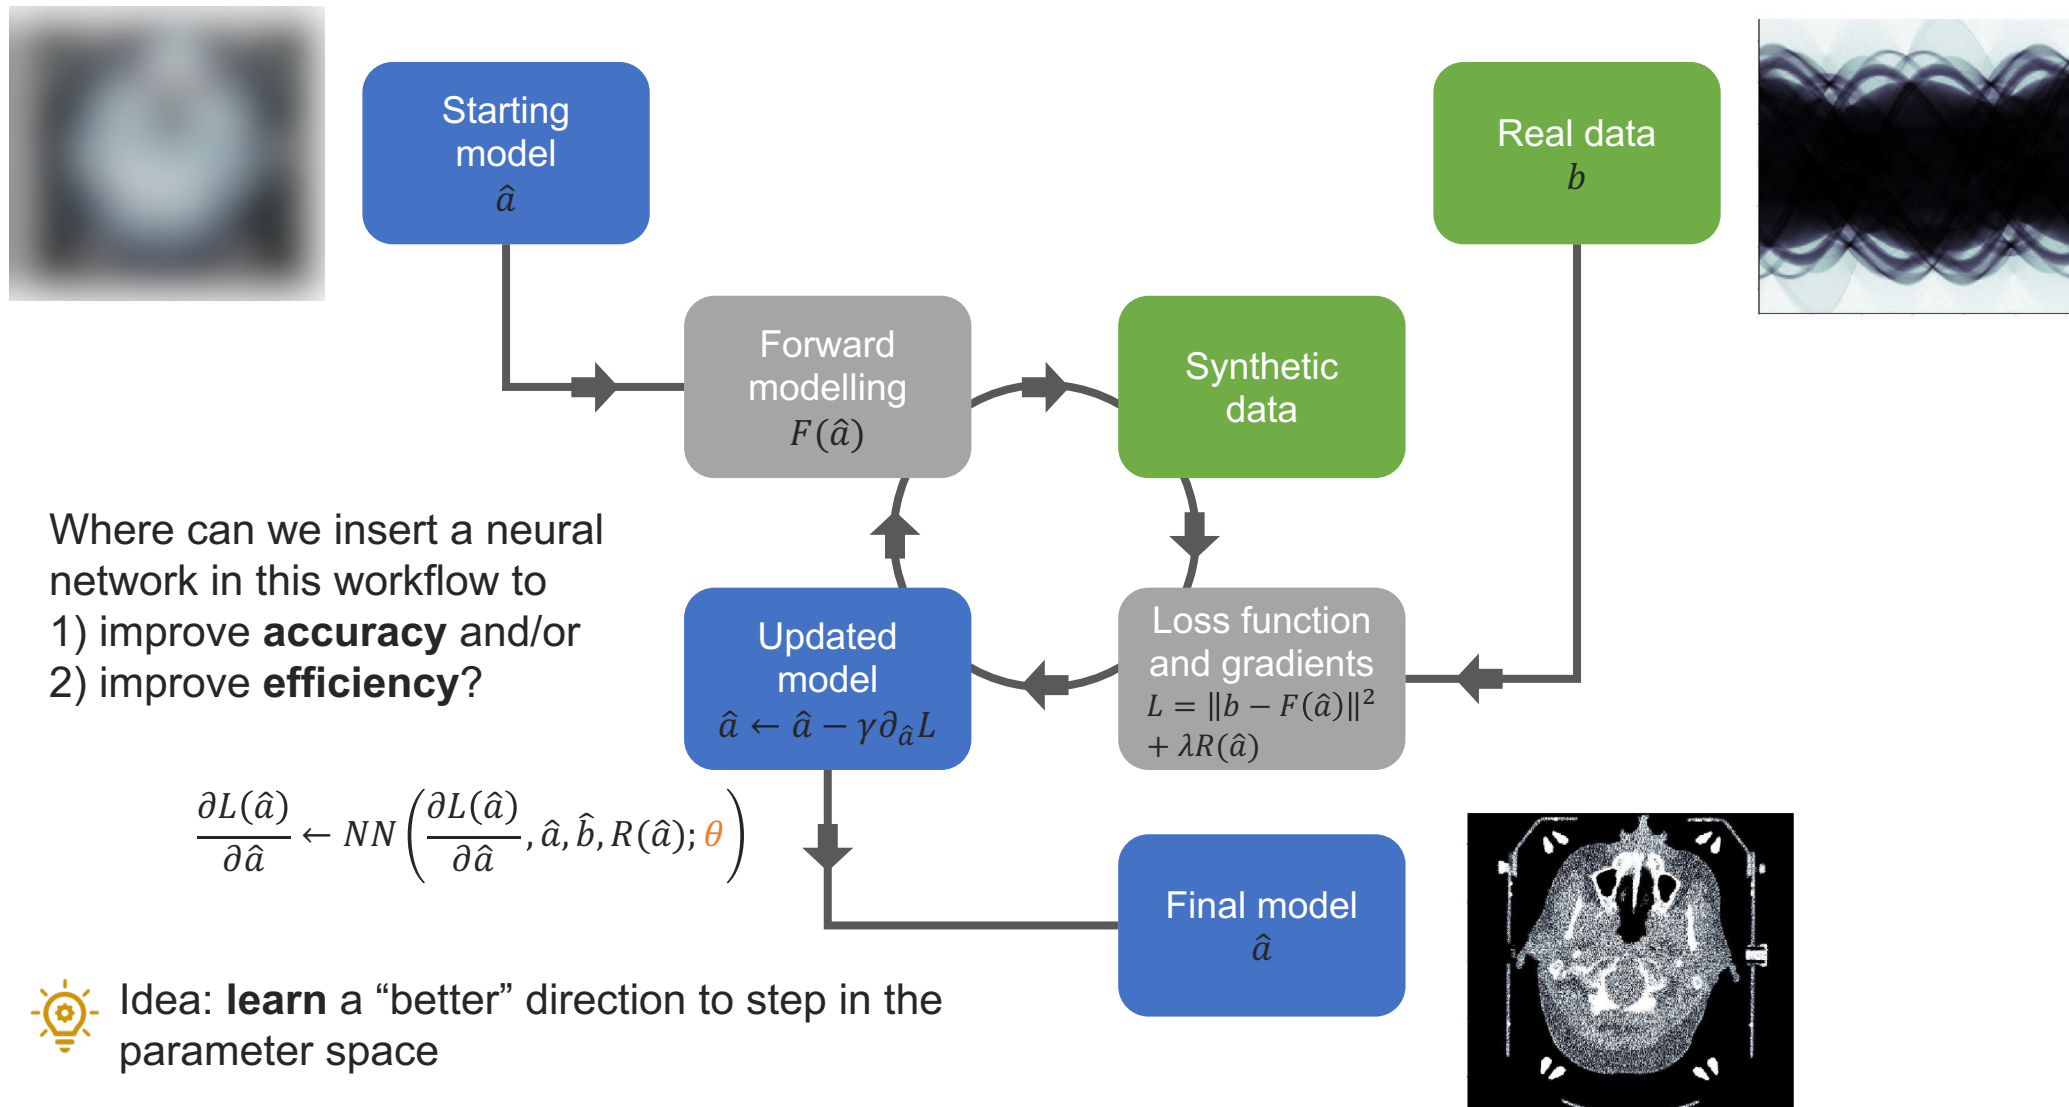 Starting
model
â
Real data
b
Forward
modelling
F(â)
Synthetic
data
Where can we insert a neural
network in this workflow to
1) improve accuracy and/or
2) improve efficiency?
Updated
model
â ← â − γ∂_â L
Loss function
and gradients
L = ‖b − F(â)‖²
+ λR(â)
∂L(â)/∂â ← NN(∂L(â)/∂â, â, b̂, R(â); θ)
Final model
â
Idea: learn a “better” direction to step in the
parameter space